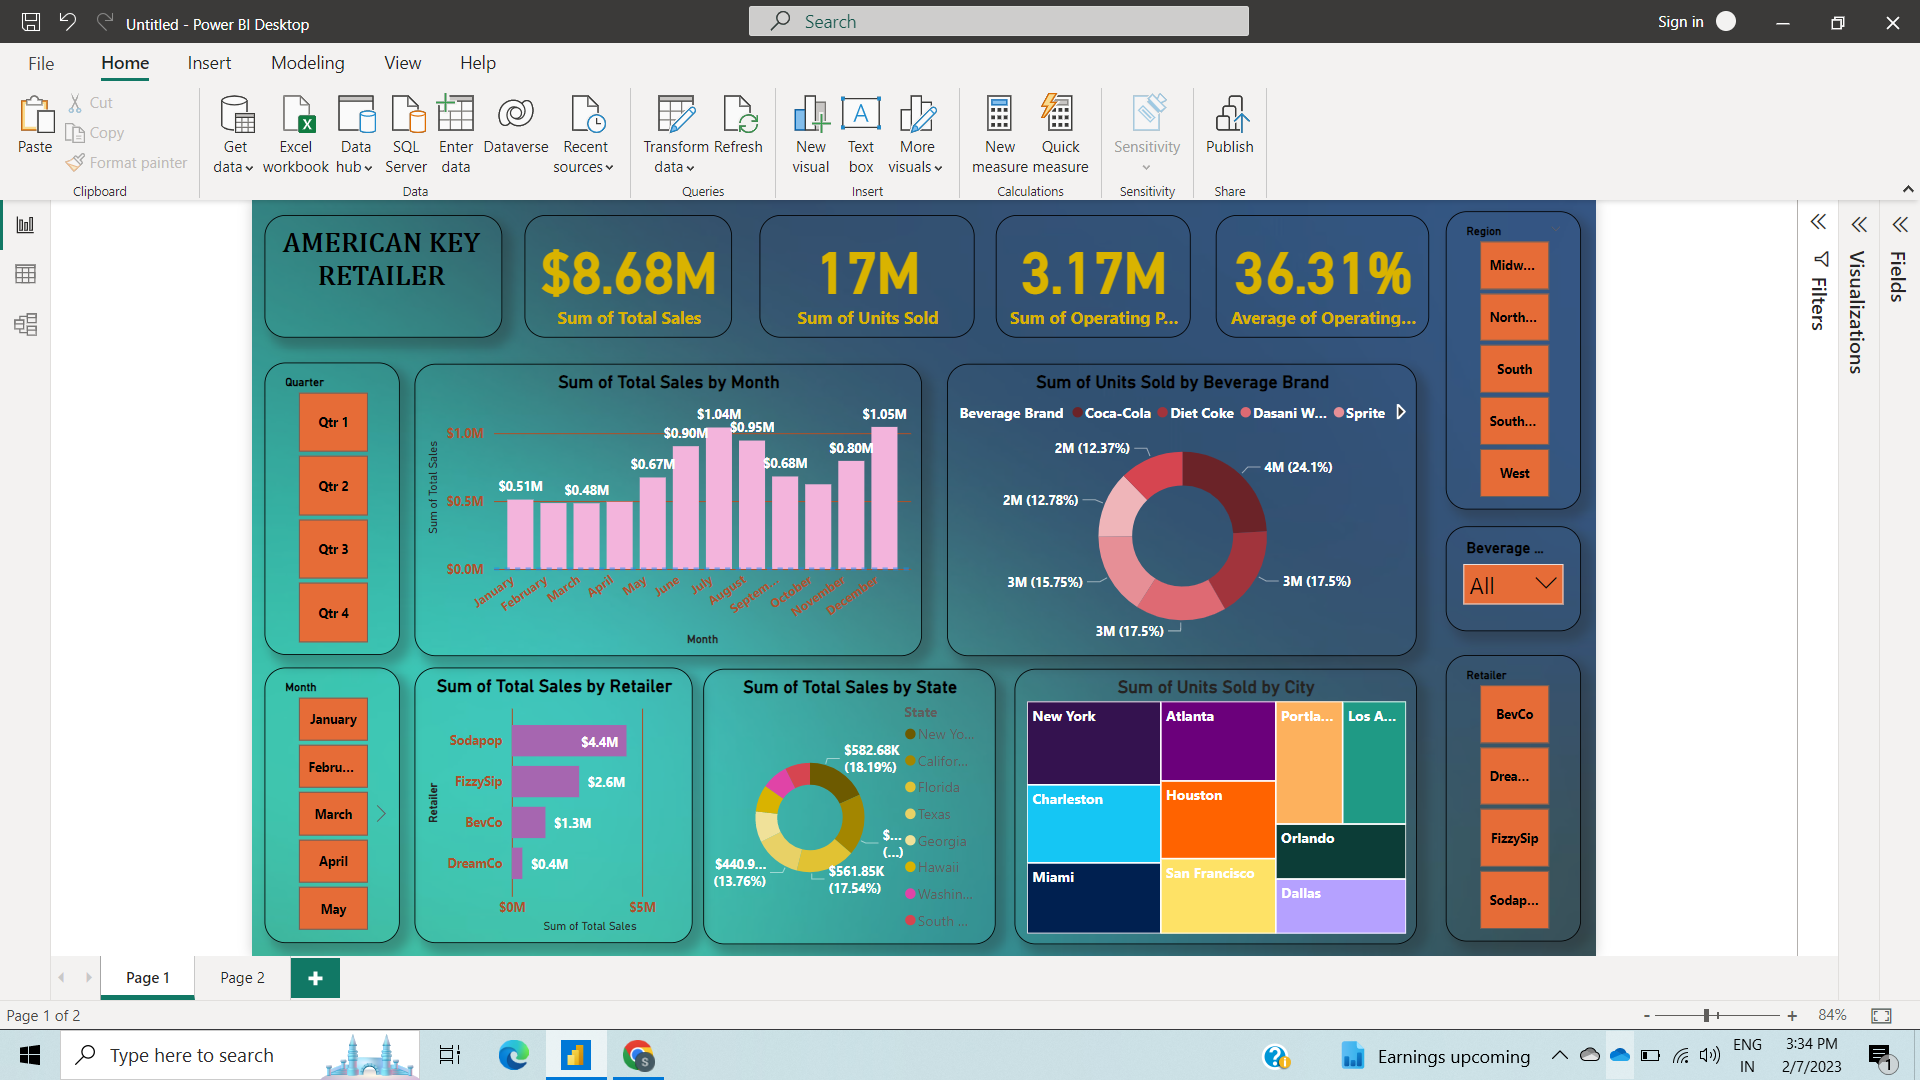 Untitled - Power BI Desktop
Search
Sign in
File Home Insert Modeling View Help
Paste
Cut
Copy
Format painter
Clipboard
Get data
Excel workbook
Data hub
SQL Server
Enter data
Dataverse
Recent sources
Data
Transform data
Refresh
Queries
New visual
Text box
More visuals
Insert
New measure
Quick measure
Calculations
Sensitivity
Sensitivity
Publish
Share
AMERICAN KEY
RETAILER
$8.68M
Sum of Total Sales
17M
Sum of Units Sold
3.17M
Sum of Operating P...
36.31%
Average of Operating...
Region
Midw...
North...
South
South...
West
Filters
Visualizations
Fields
Quarter
Qtr 1
Qtr 2
Qtr 3
Qtr 4
Sum of Total Sales by Month
Sum of Total Sales
$1.0M
$0.5M
$0.0M
$0.51M
$0.48M
$0.67M
$0.90M
$1.04M
$0.95M
$0.68M
$0.80M
$1.05M
January
February
March
April
May
June
July
August
Septem...
October
November
December
Month
Sum of Units Sold by Beverage Brand
Beverage Brand Coca-Cola Diet Coke Dasani W... Sprite
2M (12.37%)
4M (24.1%)
2M (12.78%)
3M (15.75%)
3M (17.5%)
3M (17.5%)
Beverage ...
All
Month
January
Febru...
March
April
May
Sum of Total Sales by Retailer
Retailer
Sodapop $4.4M
FizzySip $2.6M
BevCo $1.3M
DreamCo $0.4M
$0M $5M
Sum of Total Sales
Sum of Total Sales by State
State
New Yo...
Califor...
Florida
Texas
Georgia
Hawaii
Washin...
South ...
$582.68K
(18.19%)
$...
(...)
$561.85K
(17.54%)
$440.9...
(13.76%)
Sum of Units Sold by City
New York
Charleston
Miami
Atlanta
Houston
San Francisco
Portla...
Los A...
Orlando
Dallas
Retailer
BevCo
Drea...
FizzySip
Sodap...
Page 1
Page 2
+
Page 1 of 2
- + 84%
Type here to search
S
Earnings upcoming
ENG
IN
3:34 PM
2/7/2023
1